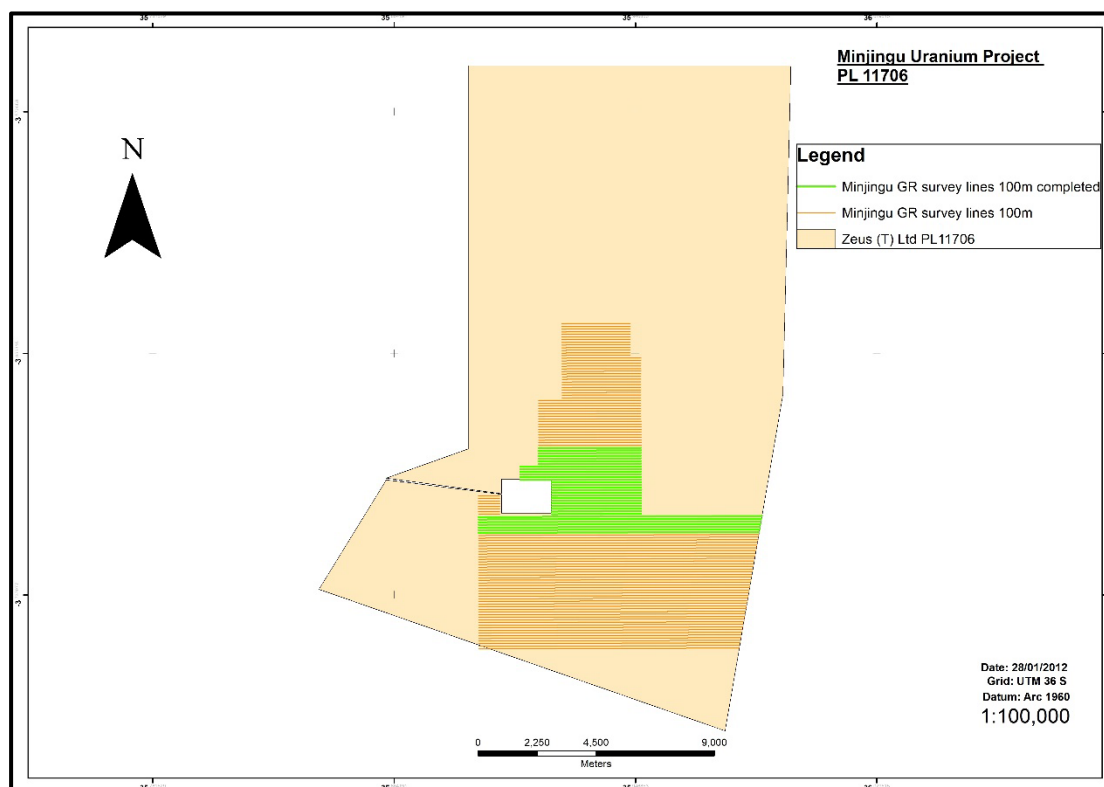 Minjingu Uranium Project
PL 11706
N
Legend
Minjingu GR survey lines 100m completed
Minjingu GR survey lines 100m
Zeus (T) Ltd PL11706
Date: 28/01/2012
Grid: UTM 36 S
Datum: Arc 1960
1:100,000
0 2,250 4,500 9,000
Meters